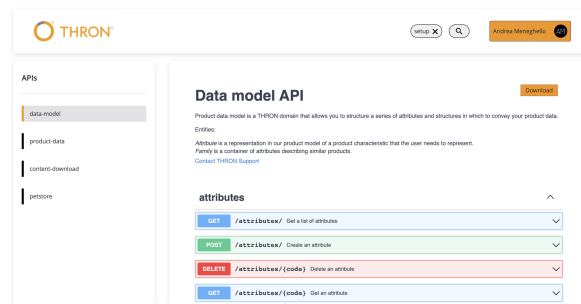 THRON
setup X
Andrea Meneghello AM
APIs
data-model
product-data
content-download
petstore
Data model API
Download
Product data model is a THRON domain that allows you to structure a series of attributes and structures in which to convey your product data.
Entities:
Attribute is a representation in our product model of a product characteristic that the user needs to represent.
Family is a container of attributes describing similar products.
Contact THRON Support
attributes
GET /attributes/ Get a list of attributes
POST /attributes/ Create an attribute
DELETE /attributes/{code} Delete an attribute
GET /attributes/{code} Get an attribute